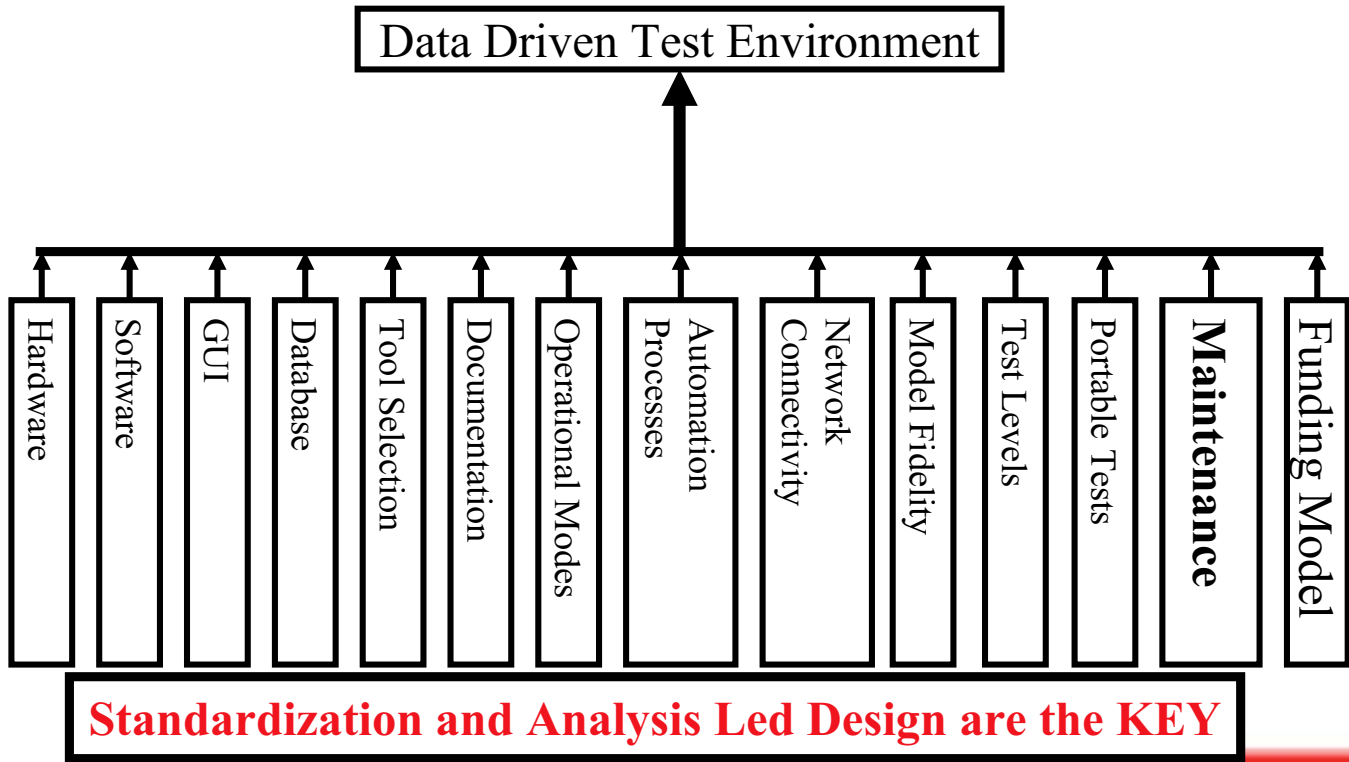 Data Driven Test Environment
Hardware
Software
GUI
Database
Tool Selection
Documentation
Operational Modes
Automation
Processes
Network
Connectivity
Model Fidelity
Test Levels
Portable Tests
Maintenance
Funding Model
Standardization and Analysis Led Design are the KEY